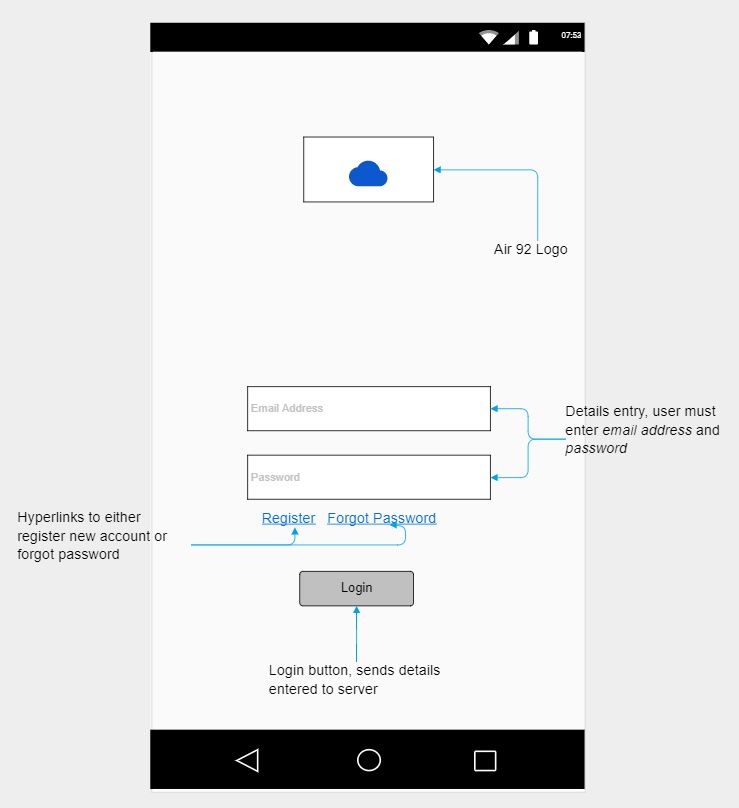 07:53
Air 92 Logo
Email Address
Details entry, user must
enter email address and
password
Password
Register Forgot Password
Hyperlinks to either
register new account or
forgot password
Login
Login button, sends details
entered to server